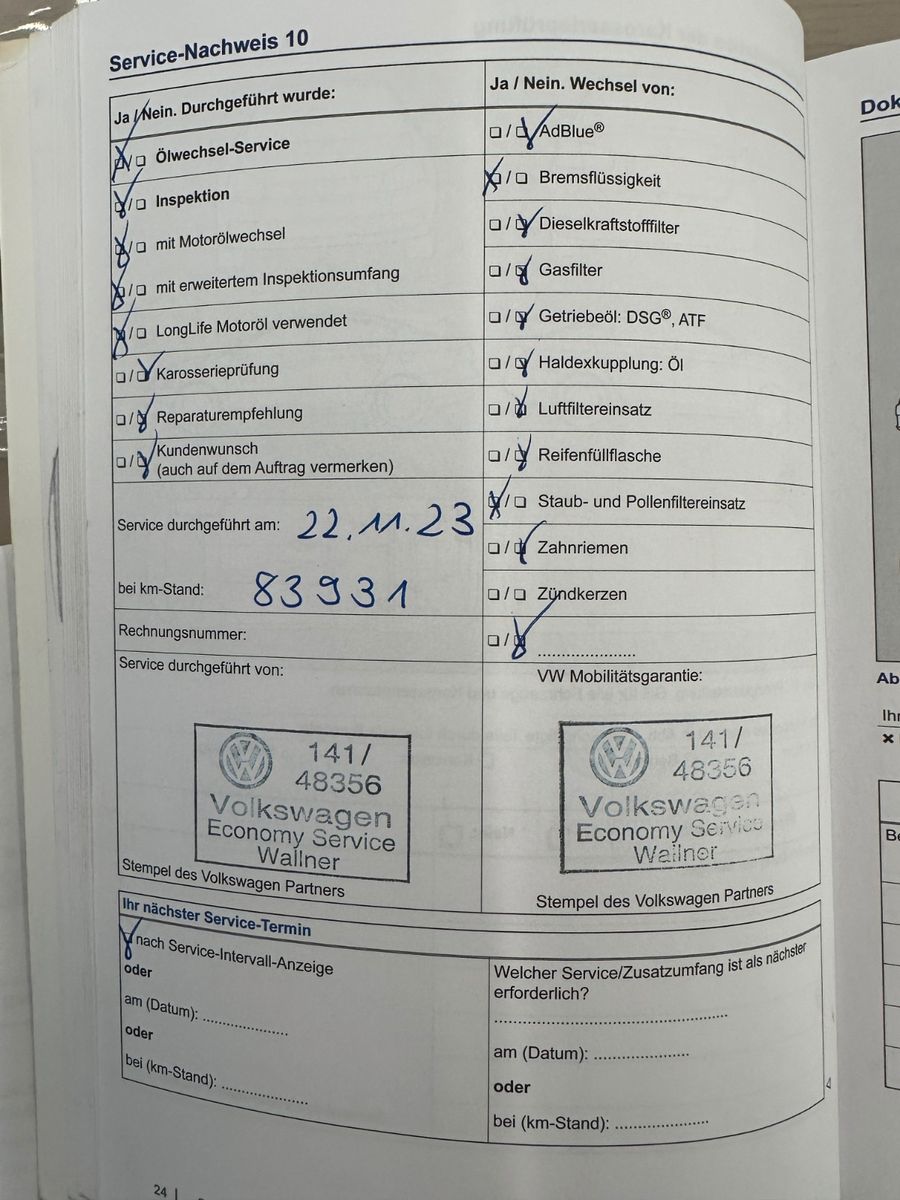 Service-Nachweis 10
Ja / Nein. Durchgeführt wurde:
☒ / ☐ Ölwechsel-Service
☒ / ☐ Inspektion
☒ / ☐ mit Motorölwechsel
☒ / ☐ mit erweitertem Inspektionsumfang
☒ / ☐ LongLife Motoröl verwendet
☐ / ☒ Karosserieprüfung
☐ / ☒ Reparaturempfehlung
☐ / ☒ Kundenwunsch
(auch auf dem Auftrag vermerken)
Service durchgeführt am: 22.11.23
bei km-Stand: 83931
Rechnungsnummer:
Service durchgeführt von:
141/
48356
Volkswagen
Economy Service
Wallner
Stempel des Volkswagen Partners
Ja / Nein. Wechsel von:
☐ / ☒ AdBlue®
☒ / ☐ Bremsflüssigkeit
☐ / ☒ Dieselkraftstofffilter
☐ / ☒ Gasfilter
☐ / ☒ Getriebeöl: DSG®, ATF
☐ / ☒ Haldexkupplung: Öl
☐ / ☒ Luftfiltereinsatz
☐ / ☒ Reifenfüllflasche
☒ / ☐ Staub- und Pollenfiltereinsatz
☐ / ☒ Zahnriemen
☐ / ☐ Zündkerzen
☐ / ☒ ....................
VW Mobilitätsgarantie:
141/
48356
Volkswagen
Economy Service
Wallner
Stempel des Volkswagen Partners
Ihr nächster Service-Termin
☒ nach Service-Intervall-Anzeige
oder
am (Datum): ..................
oder
bei (km-Stand): ..................
Welcher Service/Zusatzumfang ist als nächster
erforderlich?
..................................................
am (Datum): ....................
oder
bei (km-Stand): ....................
24
Dok
Ab
Ihr
×
Be